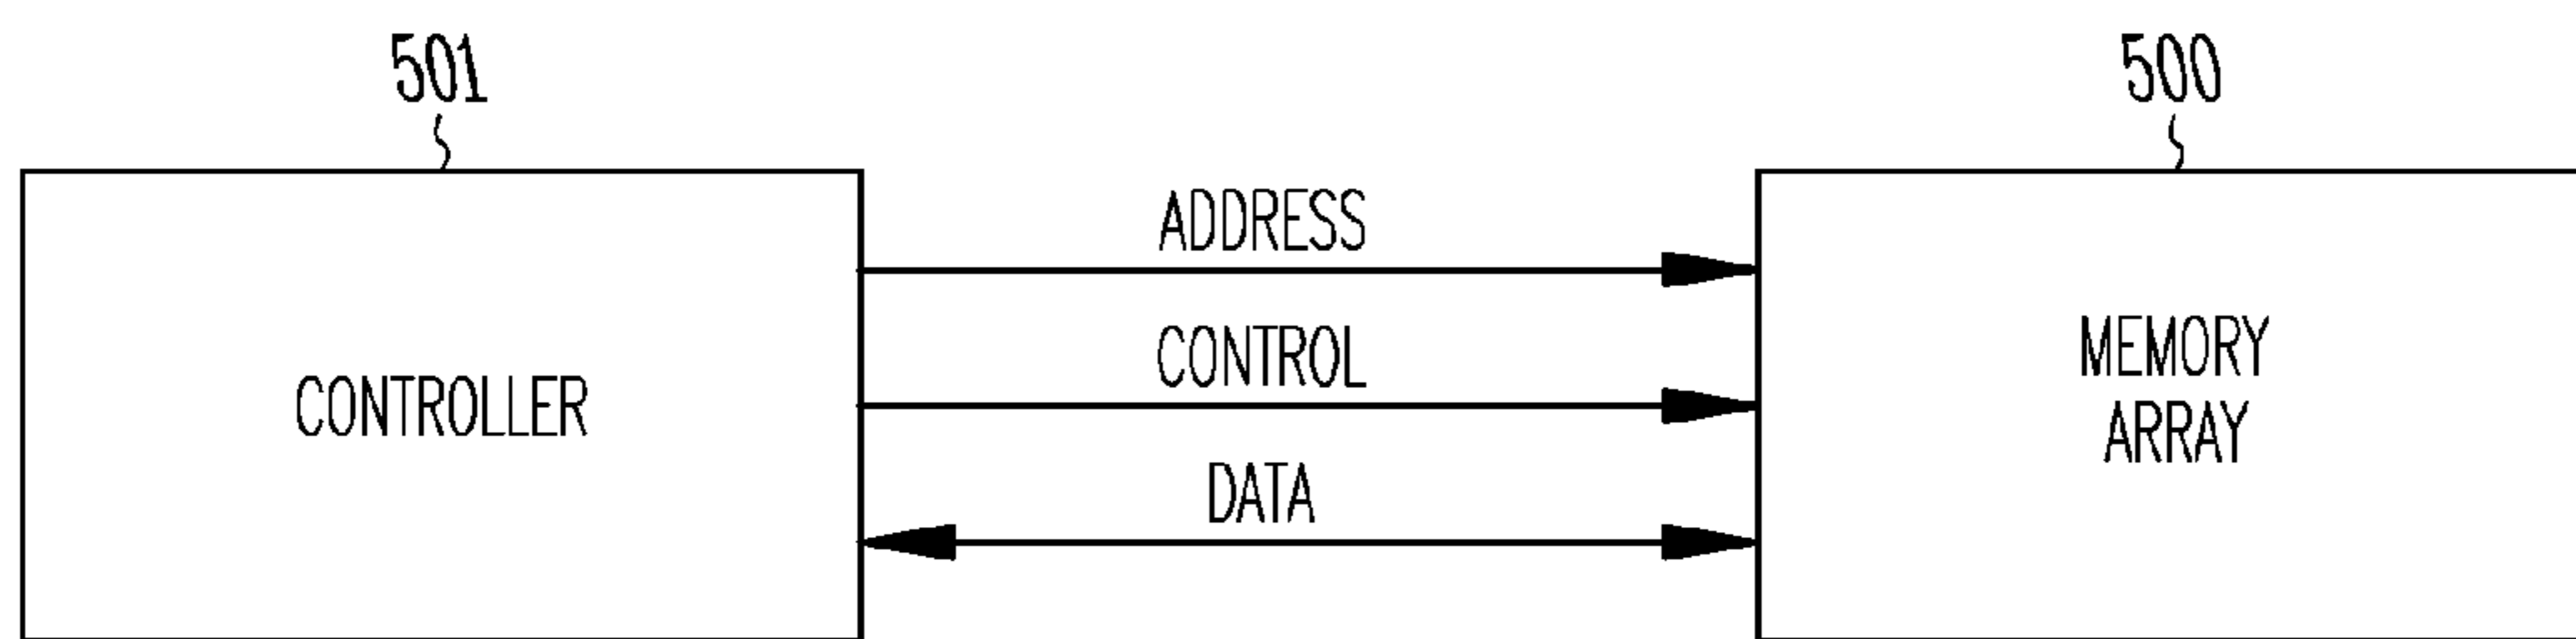 501
500
ADDRESS
CONTROL
DATA
CONTROLLER
MEMORY
ARRAY